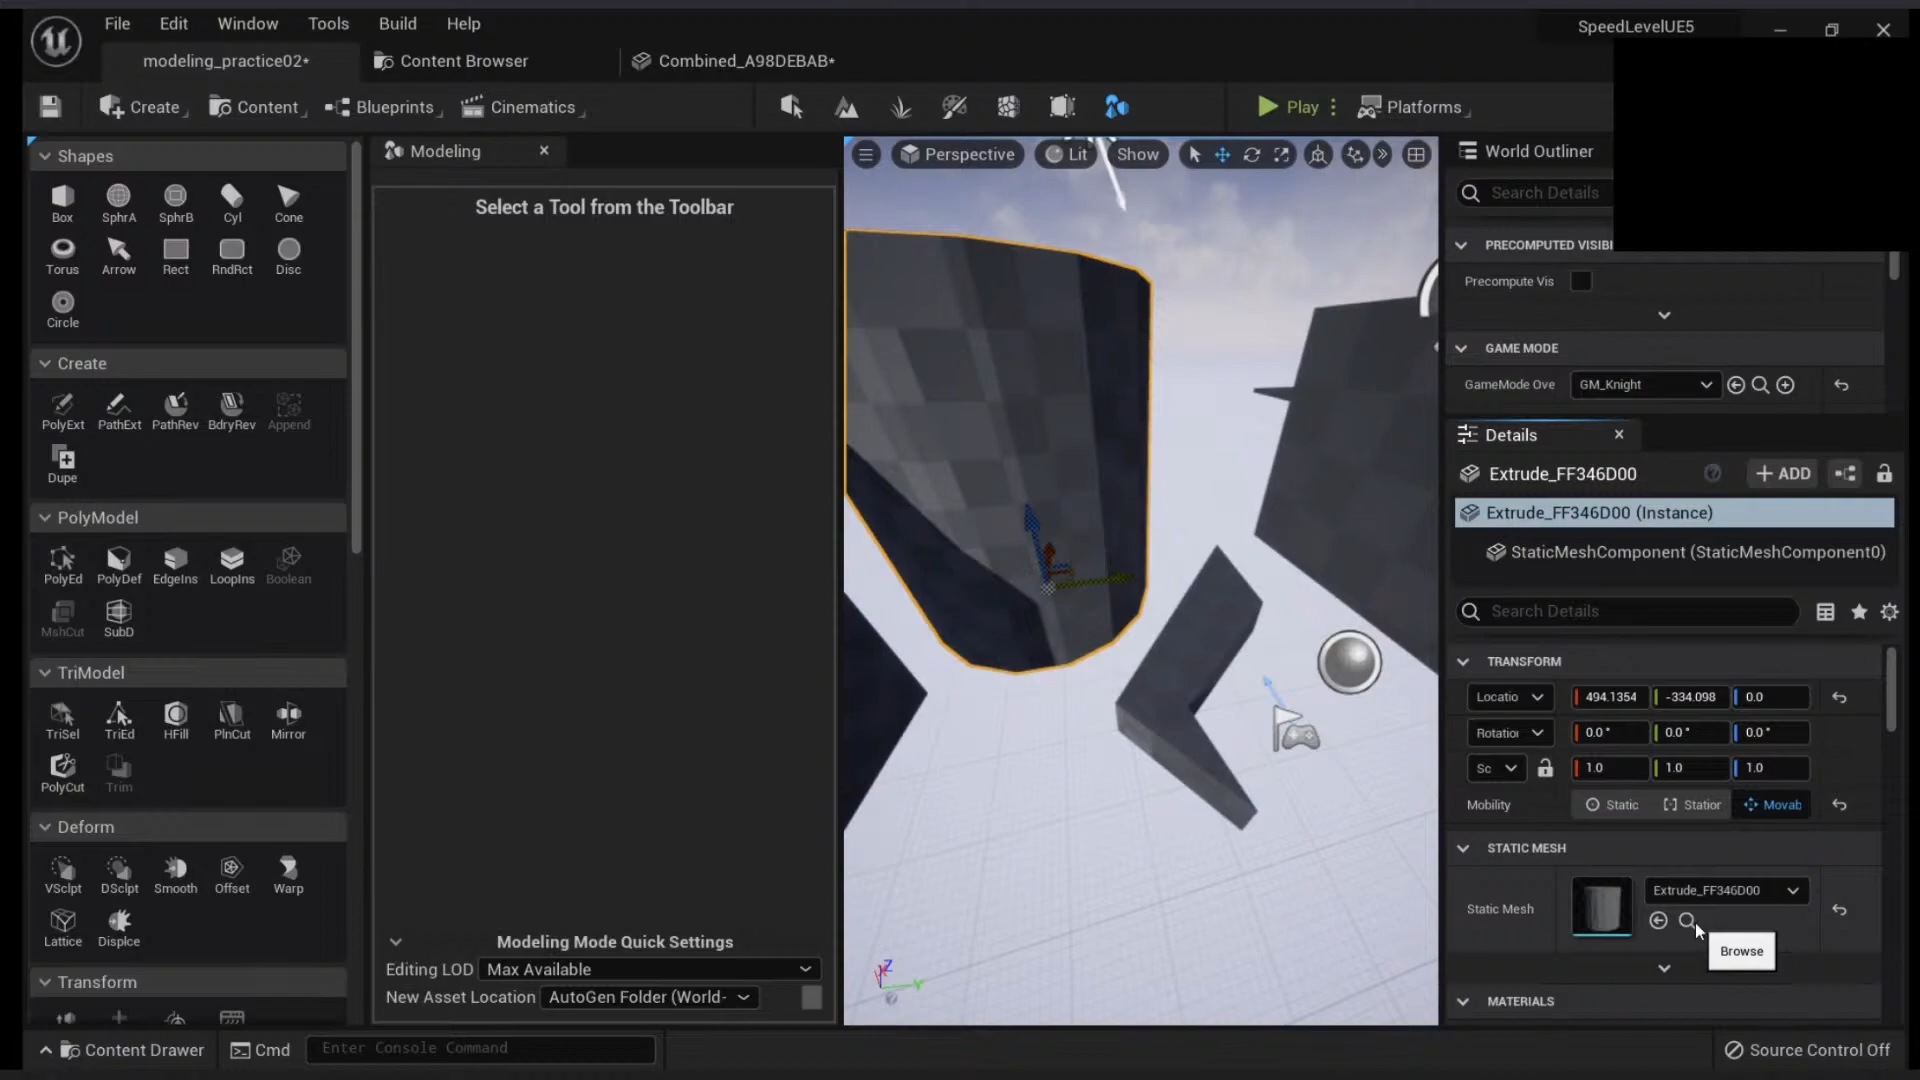 File Edit Window Tools Build Help
SpeedLevelUE5
modeling_practice02*
Content Browser
Combined_A98DEBAB*
Create
Content
Blueprints
Cinematics
Play
Platforms
Shapes
Box SphrA SphrB Cyl Cone
Torus Arrow Rect RndRct Disc
Circle
Create
PolyExt PathExt PathRev BdryRev Append
Dupe
PolyModel
PolyEd PolyDef EdgeIns LoopIns Boolean
MshCut SubD
TriModel
TriSel TriEd HFill PlnCut Mirror
PolyCut Trim
Deform
VSclpt DSclpt Smooth Offset Warp
Lattice Displce
Transform
Modeling
Select a Tool from the Toolbar
Modeling Mode Quick Settings
Editing LOD Max Available
New Asset Location AutoGen Folder (World-
Perspective Lit Show
Z
X
Y
World Outliner
Search Details
PRECOMPUTED VISIBI
Precompute Vis
GAME MODE
GameMode Ove GM_Knight
Details
Extrude_FF346D00 + ADD
Extrude_FF346D00 (Instance)
StaticMeshComponent (StaticMeshComponent0)
Search Details
TRANSFORM
Locatio 494.1354 -334.098 0.0
Rotatior 0.0 ° 0.0 ° 0.0 °
Sc 1.0 1.0 1.0
Mobility Static Station Movab
STATIC MESH
Static Mesh Extrude_FF346D00
Browse
MATERIALS
Content Drawer Cmd Enter Console Command
Source Control Off